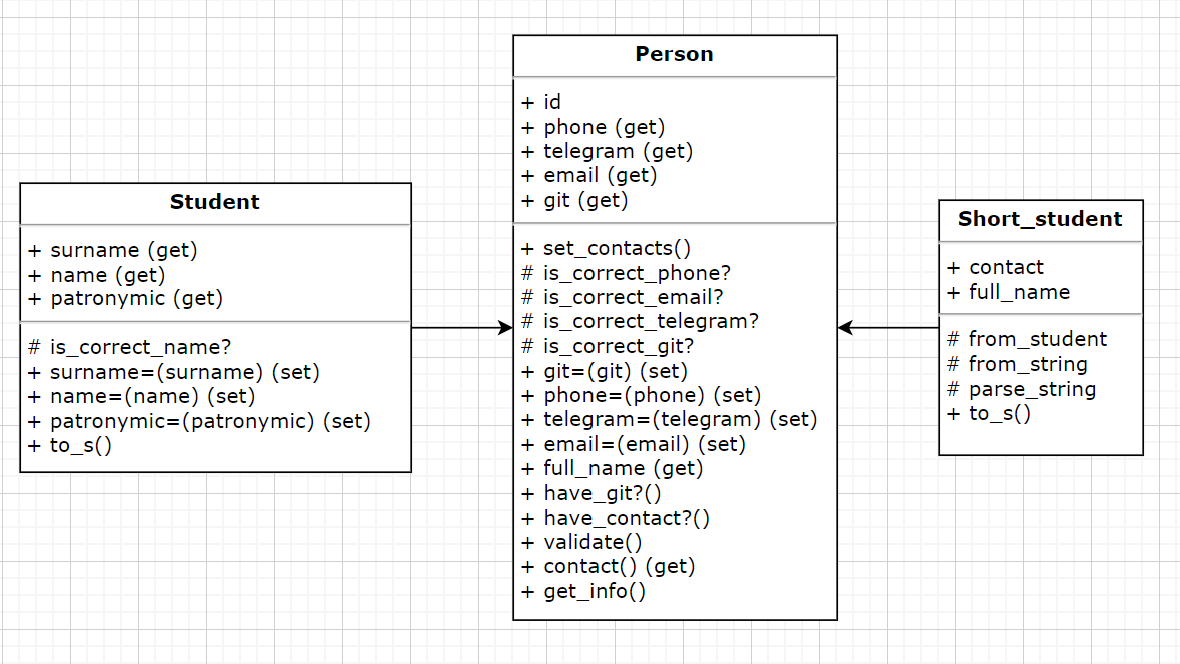 Person
+ id
+ phone (get)
+ telegram (get)
+ email (get)
+ git (get)
+ set_contacts()
# is_correct_phone?
# is_correct_email?
# is_correct_telegram?
# is_correct_git?
+ git=(git) (set)
+ phone=(phone) (set)
+ telegram=(telegram) (set)
+ email=(email) (set)
+ full_name (get)
+ have_git?()
+ have_contact?()
+ validate()
+ contact() (get)
+ get_info()
Student
+ surname (get)
+ name (get)
+ patronymic (get)
# is_correct_name?
+ surname=(surname) (set)
+ name=(name) (set)
+ patronymic=(patronymic) (set)
+ to_s()
Short_student
+ contact
+ full_name
# from_student
# from_string
# parse_string
+ to_s()